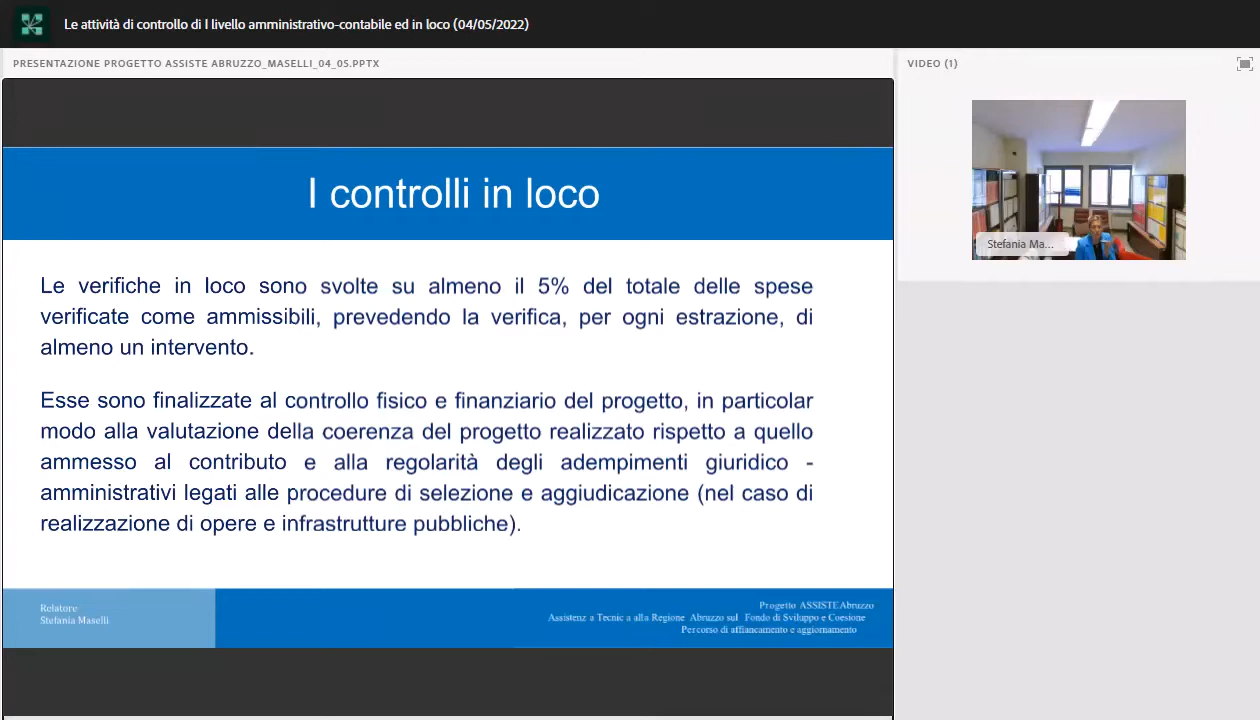 Le attività di controllo di I livello amministrativo-contabile ed in loco (04/05/2022)
PRESENTAZIONE PROGETTO ASSISTE ABRUZZO_MASELLI_04_05.PPTX
VIDEO (1)
I controlli in loco
Le verifiche in loco sono svolte su almeno il 5% del totale delle spese
verificate come ammissibili, prevedendo la verifica, per ogni estrazione, di
almeno un intervento.
Esse sono finalizzate al controllo fisico e finanziario del progetto, in particolar
modo alla valutazione della coerenza del progetto realizzato rispetto a quello
ammesso al contributo e alla regolarità degli adempimenti giuridico -
amministrativi legati alle procedure di selezione e aggiudicazione (nel caso di
realizzazione di opere e infrastrutture pubbliche).
Stefania Ma...
Relatore
Stefania Maselli
Progetto ASSISTEAbruzzo
Assistenz a Tecnic a alla Regione Abruzzo sul Fondo di Sviluppo e Coesione
Percorso di affiancamento e aggiornamento